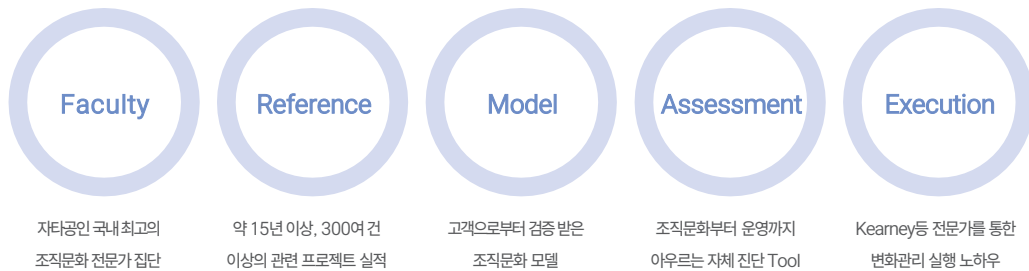 Faculty
Reference
Model
Assessment
Execution
자타공인 국내 최고의
조직문화 전문가 집단
약 15년 이상, 300여 건
이상의 관련 프로젝트 실적
고객으로부터 검증 받은
조직문화 모델
조직문화부터 운영까지
아우르는 자체 진단 Tool
Kearney등 전문가를 통한
변화관리 실행 노하우